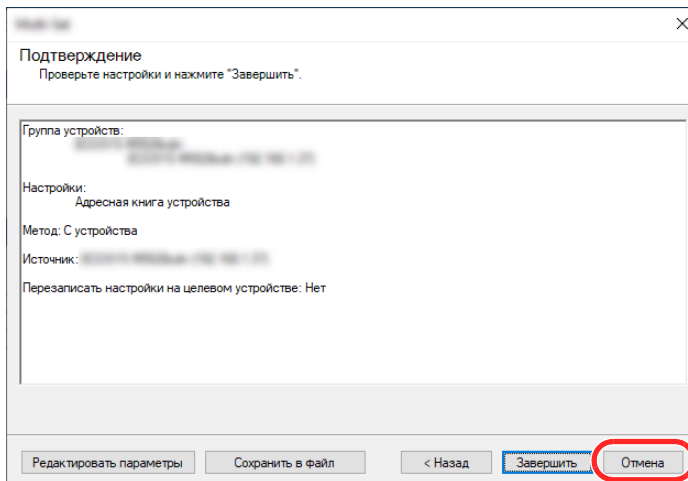 Подтверждение
Проверьте настройки и нажмите "Завершить".
Группа устройств:
Настройки:
Адресная книга устройства
Метод: С устройства
Источник:
Перезаписать настройки на целевом устройстве: Нет
Редактировать параметры
Сохранить в файл
< Назад
Завершить
Отмена